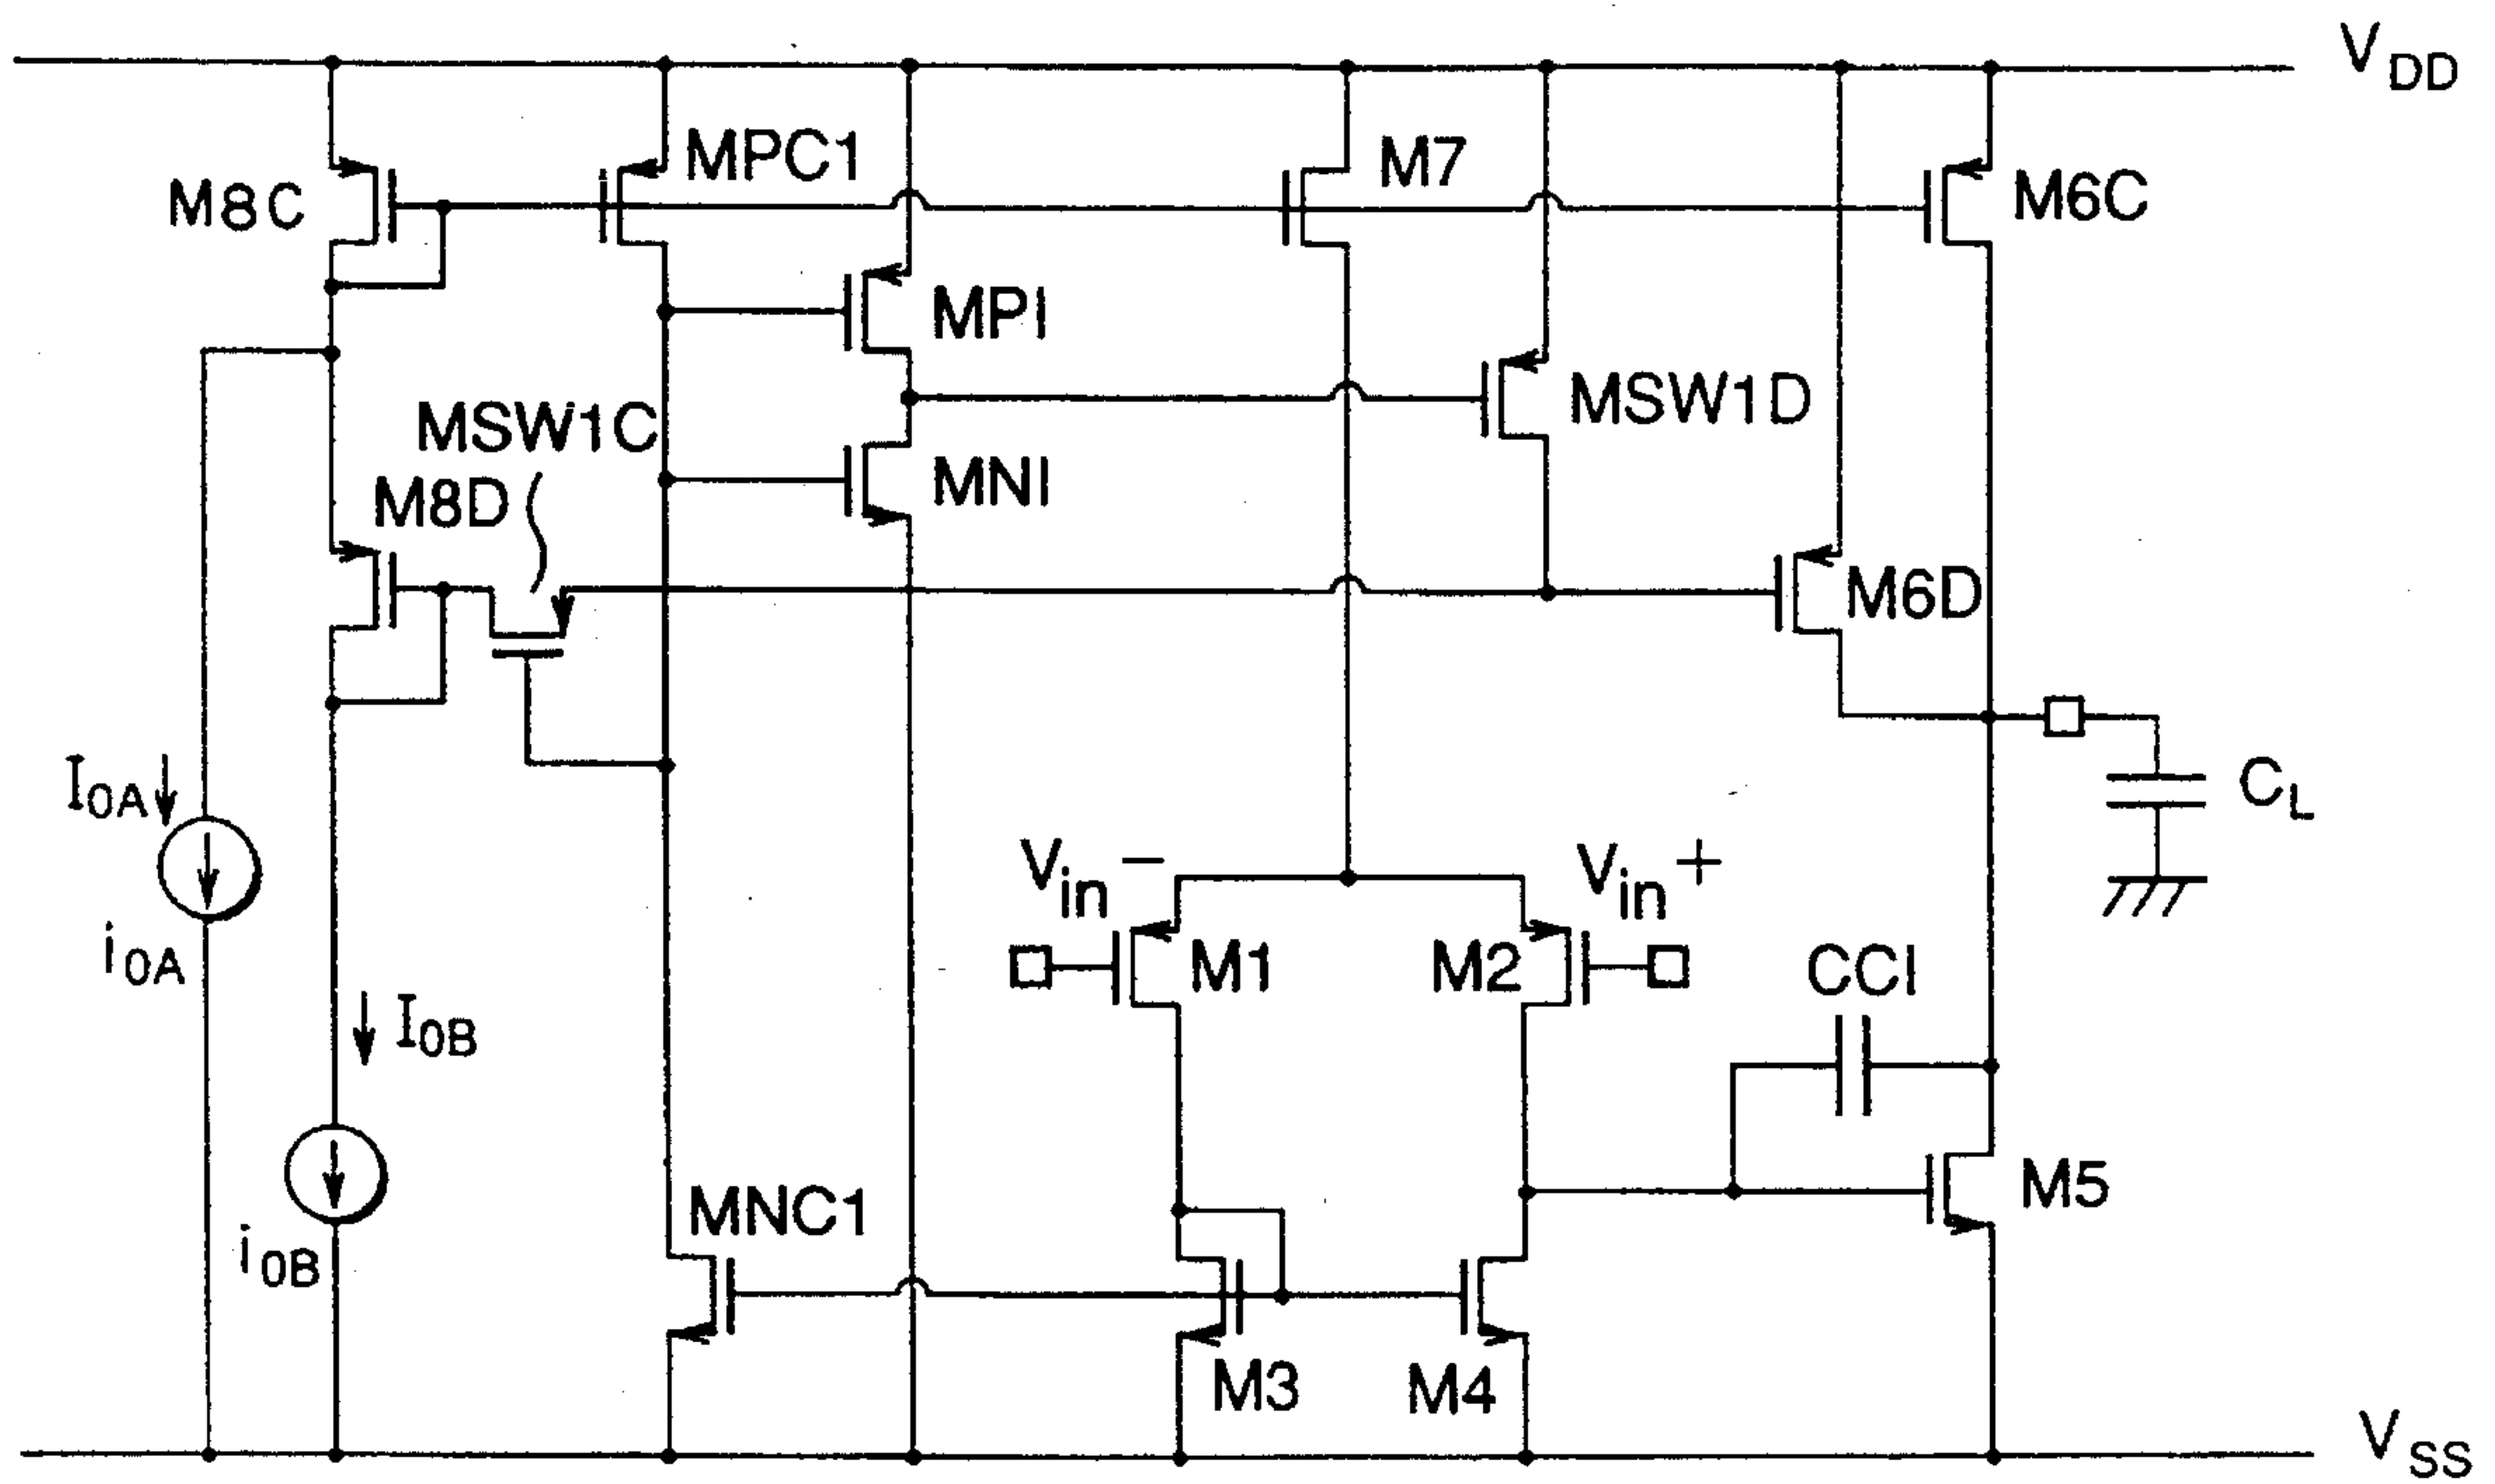 VDD
M8C
MPC1
M7
M6C
MPI
MSW1C
MSW1D
M8D
MNI
M6D
I0A
CL
Vin−
Vin+
i0A
M1
M2
CCI
I0B
MNC1
M5
i0B
M3
M4
VSS